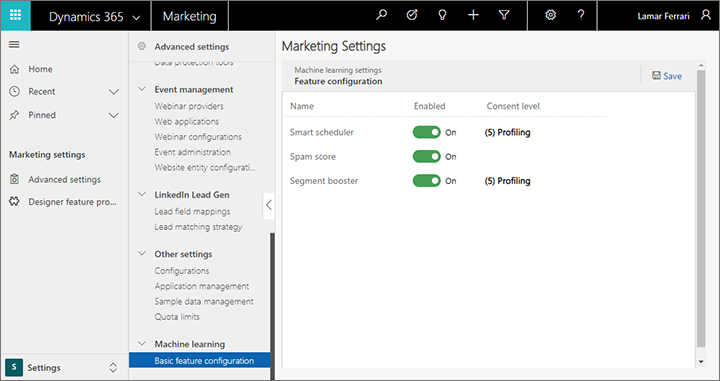 Dynamics 365
Marketing
Lamar Ferrari
Home
Recent
Pinned
Marketing settings
Advanced settings
Designer feature pro...
S Settings
Advanced settings
Data protection tools
Event management
Webinar providers
Web applications
Webinar configurations
Event administration
Website entity configurati...
LinkedIn Lead Gen
Lead field mappings
Lead matching strategy
Other settings
Configurations
Application management
Sample data management
Quota limits
Machine learning
Basic feature configuration
Marketing Settings
Machine learning settings
Feature configuration
Save
Name Enabled Consent level
Smart scheduler On (5) Profiling
Spam score On
Segment booster On (5) Profiling